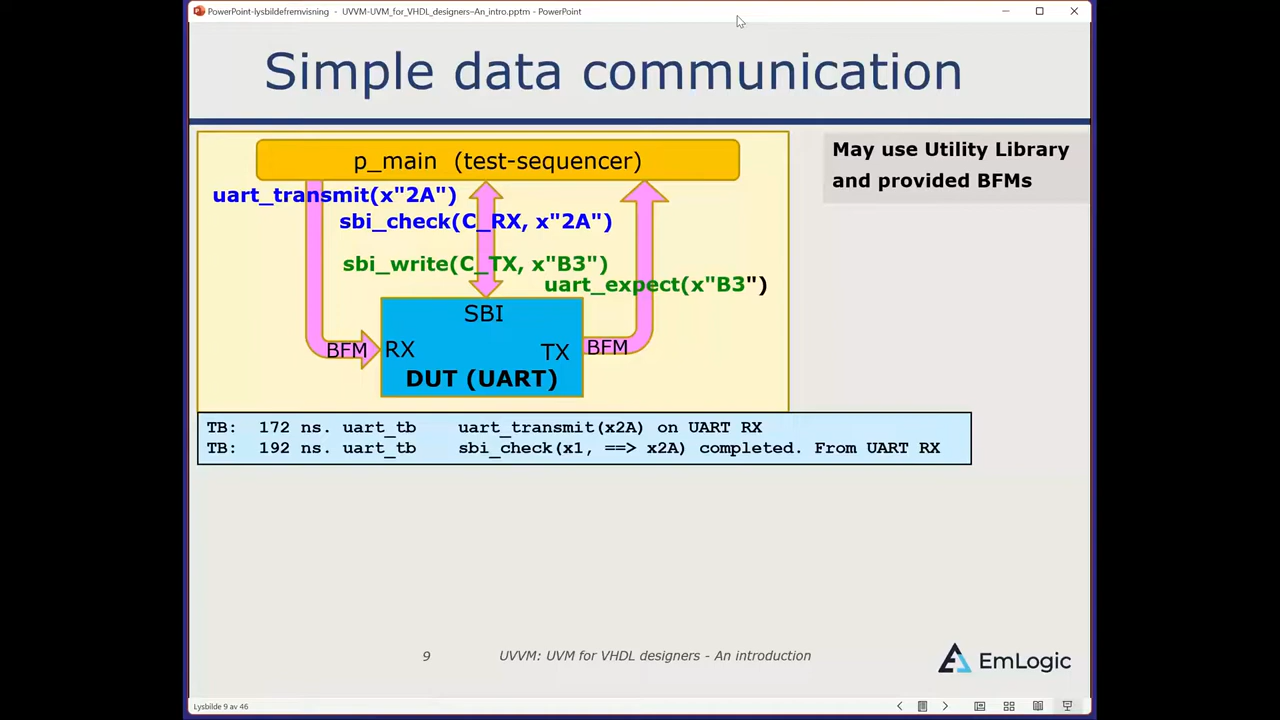 PowerPoint-lysbildefremvisning - UVVM-UVM_for_VHDL_designers–An_intro.pptm - PowerPoint
Simple data communication
p_main (test-sequencer)
May use Utility Library
and provided BFMs
uart_transmit(x"2A")
sbi_check(C_RX, x"2A")
sbi_write(C_TX, x"B3")
uart_expect(x"B3")
SBI
BFM RX TX BFM
DUT (UART)
TB: 172 ns. uart_tb uart_transmit(x2A) on UART RX
TB: 192 ns. uart_tb sbi_check(x1, ==> x2A) completed. From UART RX
9 UVVM: UVM for VHDL designers - An introduction
EmLogic
Lysbilde 9 av 46